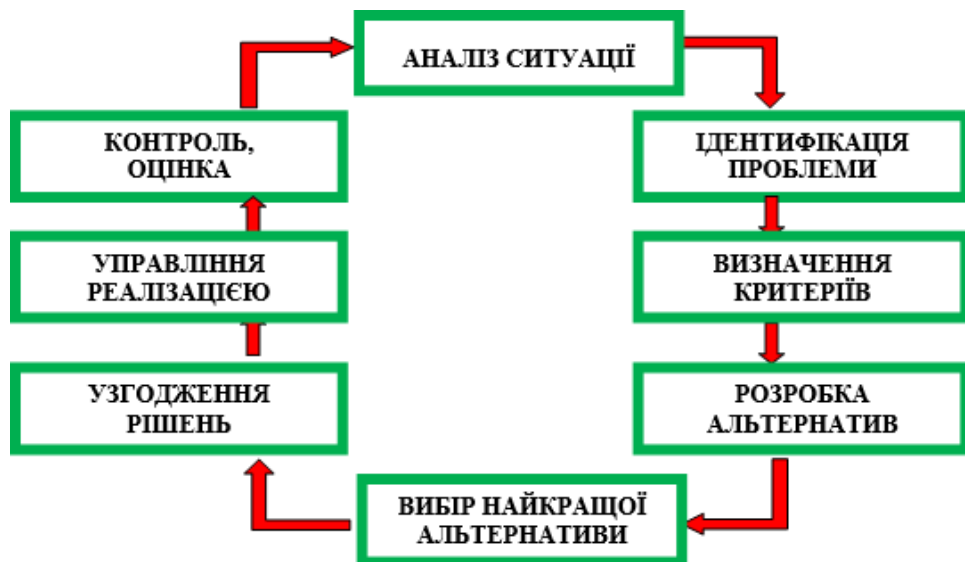 АНАЛІЗ СИТУАЦІЇ
ІДЕНТИФІКАЦІЯ
ПРОБЛЕМИ
ВИЗНАЧЕННЯ
КРИТЕРІЇВ
РОЗРОБКА
АЛЬТЕРНАТИВ
ВИБІР НАЙКРАЩОЇ
АЛЬТЕРНАТИВИ
УЗГОДЖЕННЯ
РІШЕНЬ
УПРАВЛІННЯ
РЕАЛІЗАЦІЄЮ
КОНТРОЛЬ,
ОЦІНКА